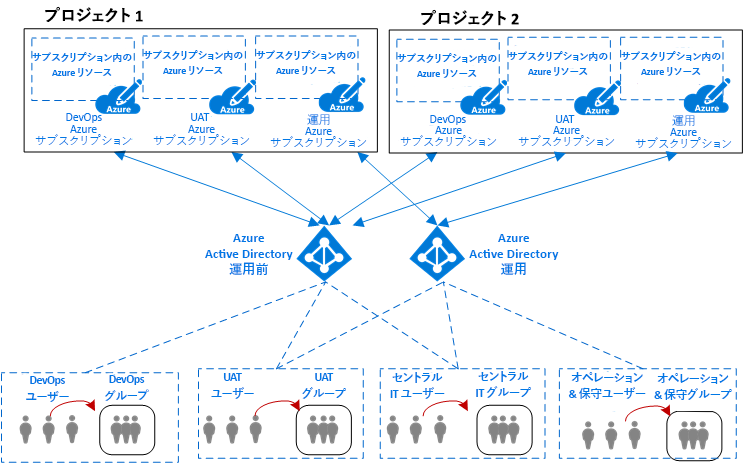 プロジェクト 1
プロジェクト 2
サブスクリプション内の
Azure リソース
サブスクリプション内の
Azure リソース
サブスクリプション内の
Azure リソース
サブスクリプション内の
Azure リソース
サブスクリプション内の
Azure リソース
サブスクリプション内の
Azure リソース
Azure
Azure
Azure
Azure
Azure
Azure
DevOps
Azure
サブスクリプション
UAT
Azure
サブスクリプション
運用
Azure
サブスクリプション
DevOps
Azure
サブスクリプション
UAT
Azure
サブスクリプション
運用
Azure
サブスクリプション
Azure
Active Directory
運用前
Azure
Active Directory
運用
DevOps
ユーザー
DevOps
グループ
UAT
ユーザー
UAT
グループ
セントラル
IT ユーザー
セントラル
IT グループ
オペレーション
& 保守ユーザー
オペレーション
& 保守グループ